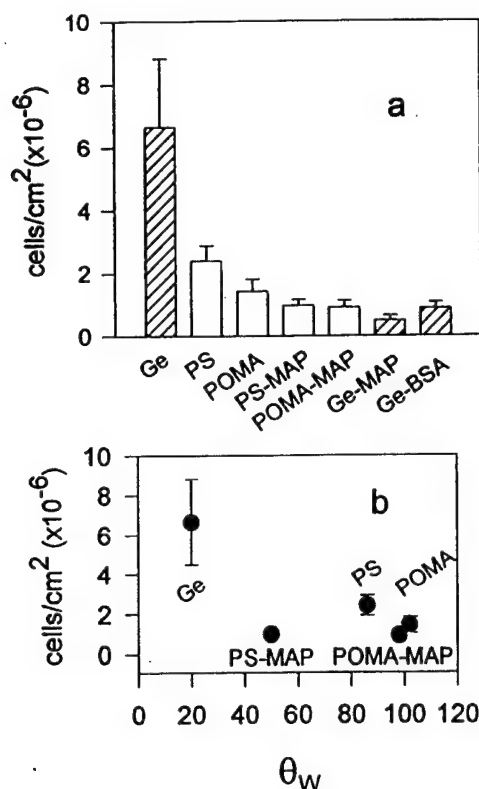 10
8
6
4
2
0
cells/cm² (x10⁻⁶)
a
Ge
PS
POMA
PS-MAP
POMA-MAP
Ge-MAP
Ge-BSA
10
8
6
4
2
0
cells/cm² (x10⁻⁶)
b
Ge
PS
POMA
PS-MAP
POMA-MAP
0 20 40 60 80 100 120
θ_W